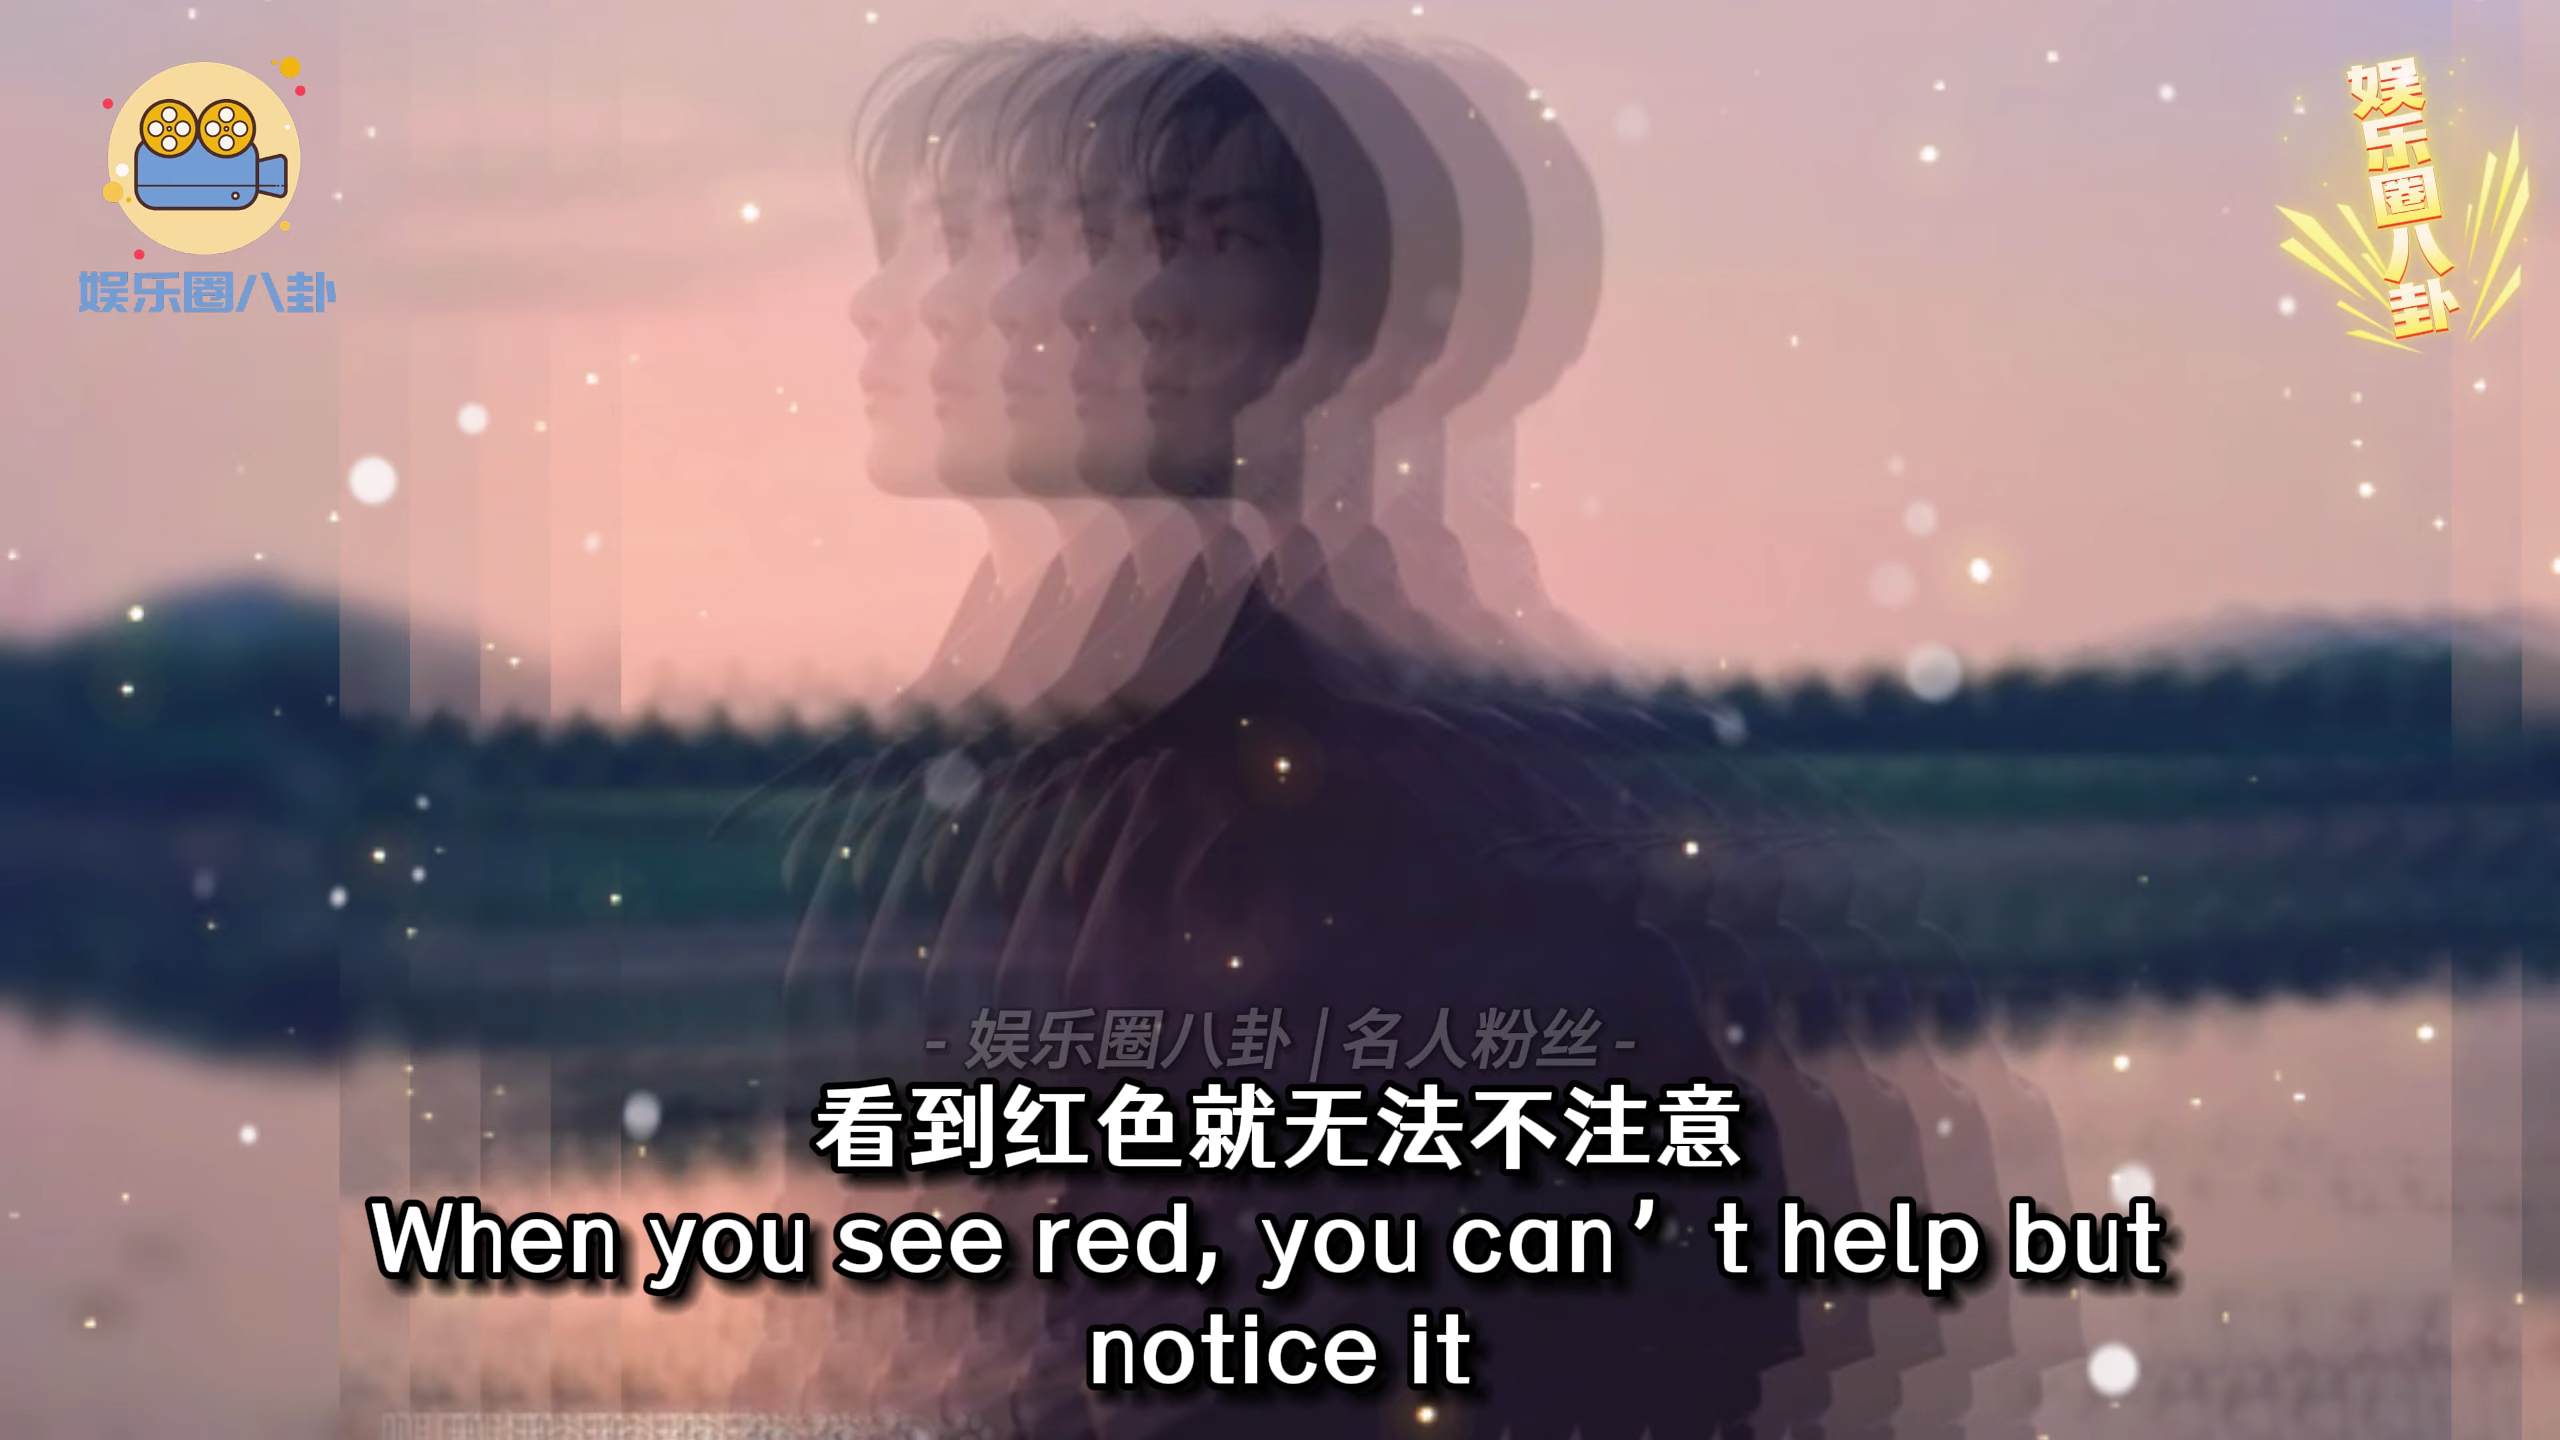 娱乐圈八卦
娱乐圈八卦
- 娱乐圈八卦 | 名人粉丝 -
看到红色就无法不注意
When you see red, you can’t help but
notice it